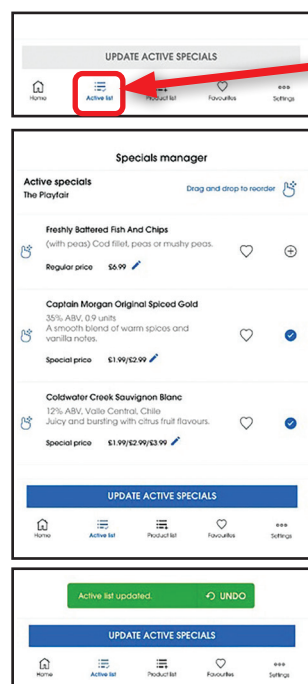 UPDATE ACTIVE SPECIALS
Home Active list Product list Favourites Settings
Specials manager
Active specials
The Playfair
Drag and drop to reorder
Freshly Battered Fish And Chips
(with peas) Cod fillet, peas or mushy peas.
Regular price £6.99
Captain Morgan Original Spiced Gold
35% ABV, 0.9 units
A smooth blend of warm spices and
vanilla notes.
Special price £1.99/£2.99
Coldwater Creek Sauvignon Blanc
12% ABV, Valle Central, Chile
Juicy and bursting with citrus fruit flavours.
Special price £1.99/£2.99/£3.99
UPDATE ACTIVE SPECIALS
Home Active list Product list Favourites Settings
Active list updated. UNDO
UPDATE ACTIVE SPECIALS
Home Active list Product list Favourites Settings